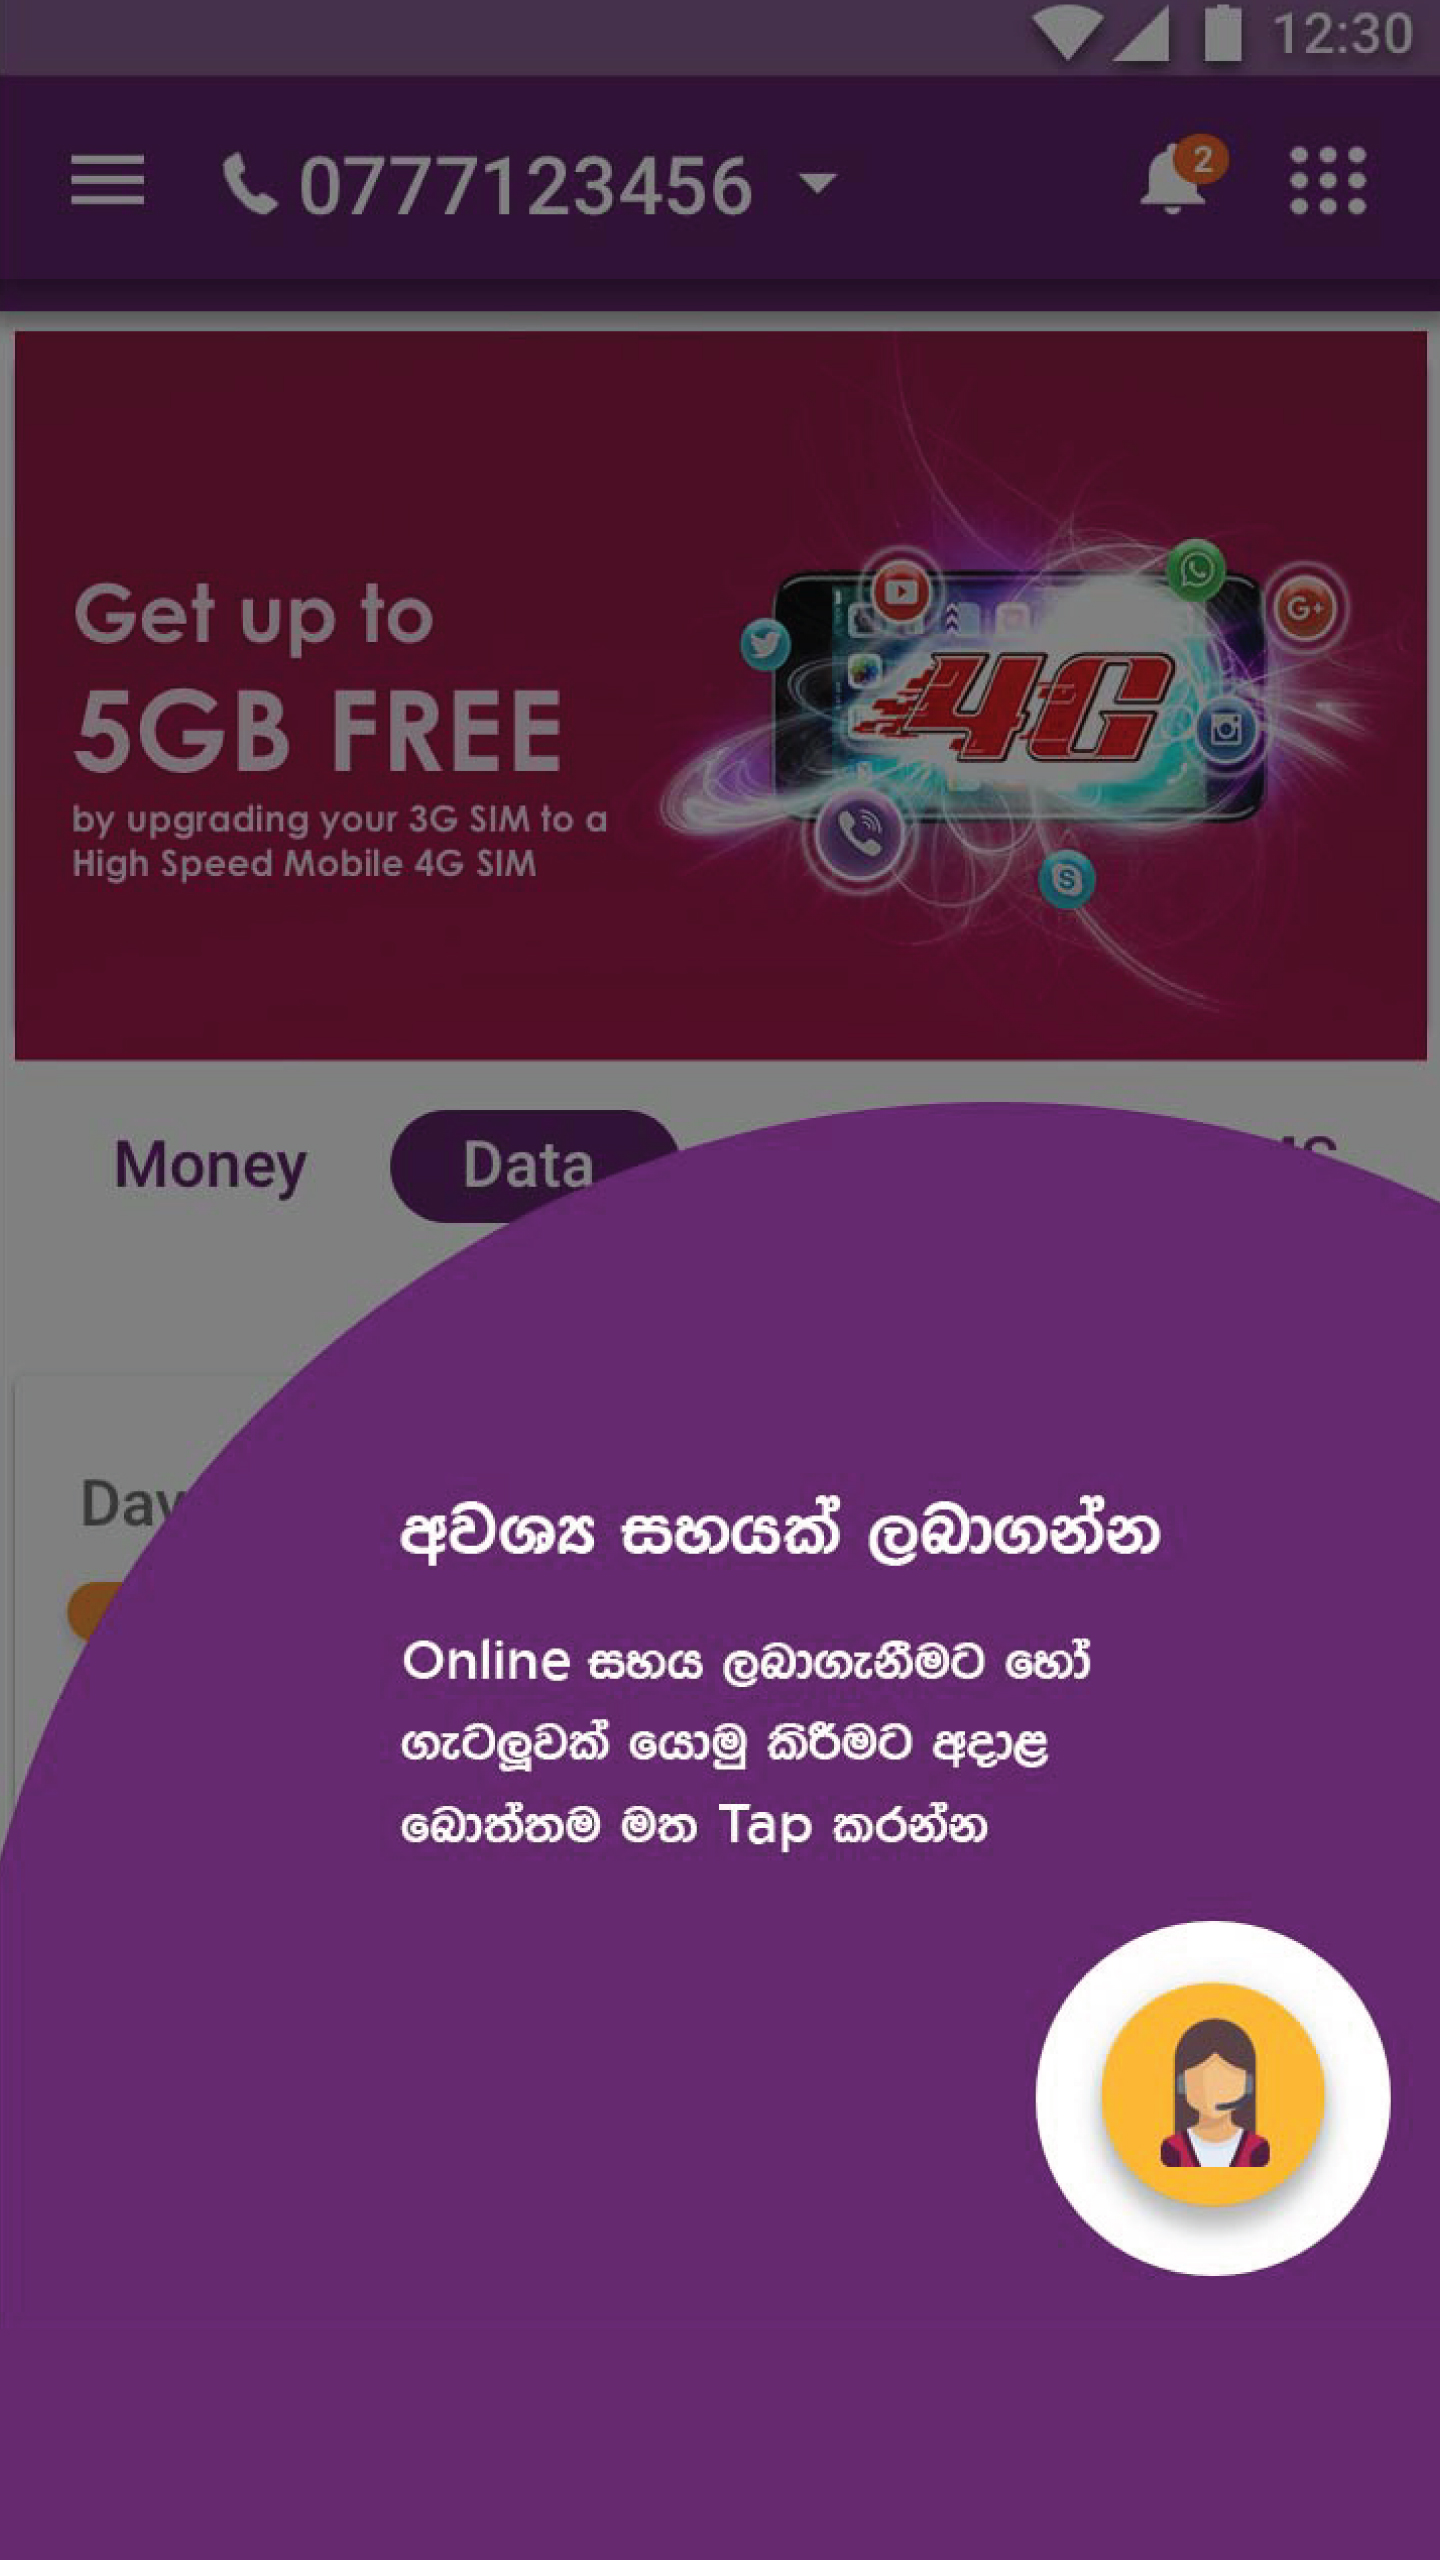 12:30
0777123456
2
Get up to
5GB FREE
by upgrading your 3G SIM to a
High Speed Mobile 4G SIM
4G
G+
Money Data
අවශ්‍ය සහයක් ලබාගන්න
Online සහය ලබාගැනීමට හෝ
ගැටලුවක් යොමු කිරීමට අදාළ
බොත්තම මත Tap කරන්න